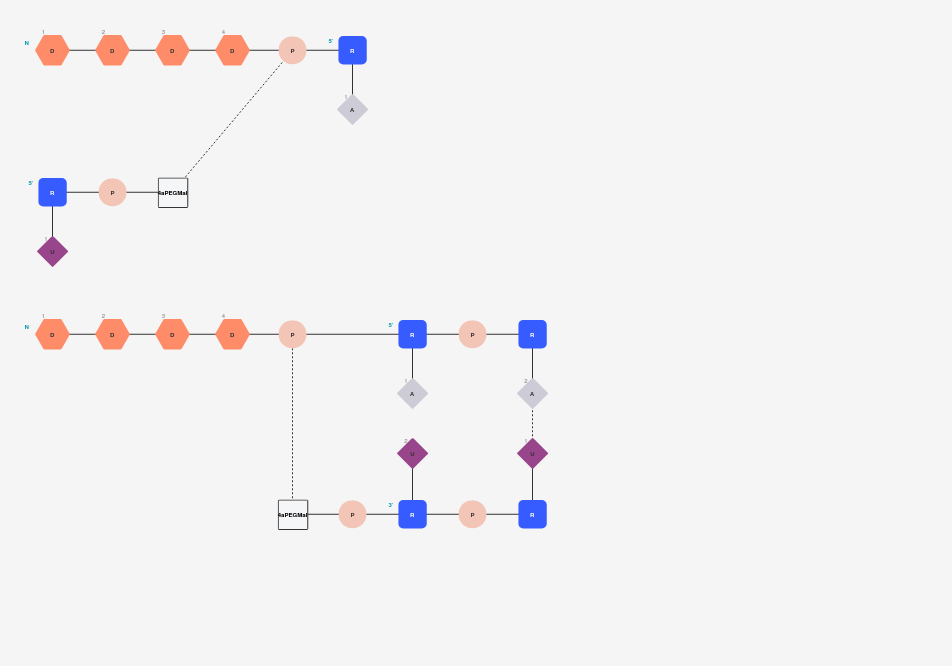 1 2 3 4
N D D D D P 5' R
1
A
5' R P 4aPEGMal
1
U
1 2 3 4
N D D D D P 5' R P R
1 2
A A
2 1
U U
4aPEGMal P 3' R P R